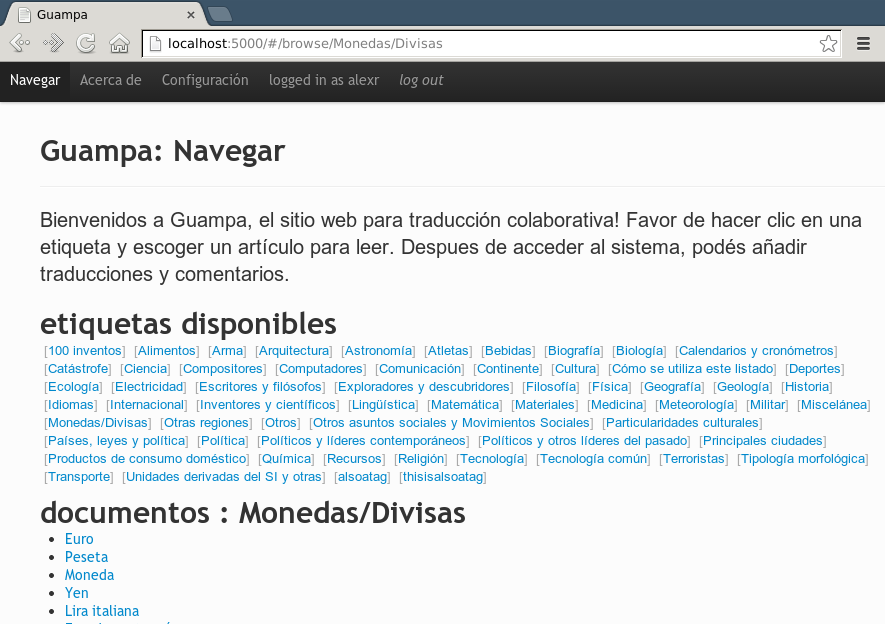 Guampa
localhost:5000/#/browse/Monedas/Divisas
Navegar Acerca de Configuración logged in as alexr log out
Guampa: Navegar
Bienvenidos a Guampa, el sitio web para traducción colaborativa! Favor de hacer clic en una
etiqueta y escoger un artículo para leer. Despues de acceder al sistema, podés añadir
traducciones y comentarios.
etiquetas disponibles
[100 inventos] [Alimentos] [Arma] [Arquitectura] [Astronomía] [Atletas] [Bebidas] [Biografía] [Biología] [Calendarios y cronómetros]
[Catástrofe] [Ciencia] [Compositores] [Computadores] [Comunicación] [Continente] [Cultura] [Cómo se utiliza este listado] [Deportes]
[Ecología] [Electricidad] [Escritores y filósofos] [Exploradores y descubridores] [Filosofía] [Física] [Geografía] [Geología] [Historia]
[Idiomas] [Internacional] [Inventores y científicos] [Lingüística] [Matemática] [Materiales] [Medicina] [Meteorología] [Militar] [Miscelánea]
[Monedas/Divisas] [Otras regiones] [Otros] [Otros asuntos sociales y Movimientos Sociales] [Particularidades culturales]
[Países, leyes y política] [Política] [Políticos y líderes contemporáneos] [Políticos y otros líderes del pasado] [Principales ciudades]
[Productos de consumo doméstico] [Química] [Recursos] [Religión] [Tecnología] [Tecnología común] [Terroristas] [Tipología morfológica]
[Transporte] [Unidades derivadas del SI y otras] [alsoatag] [thisisalsoatag]
documentos : Monedas/Divisas
Euro
Peseta
Moneda
Yen
Lira italiana